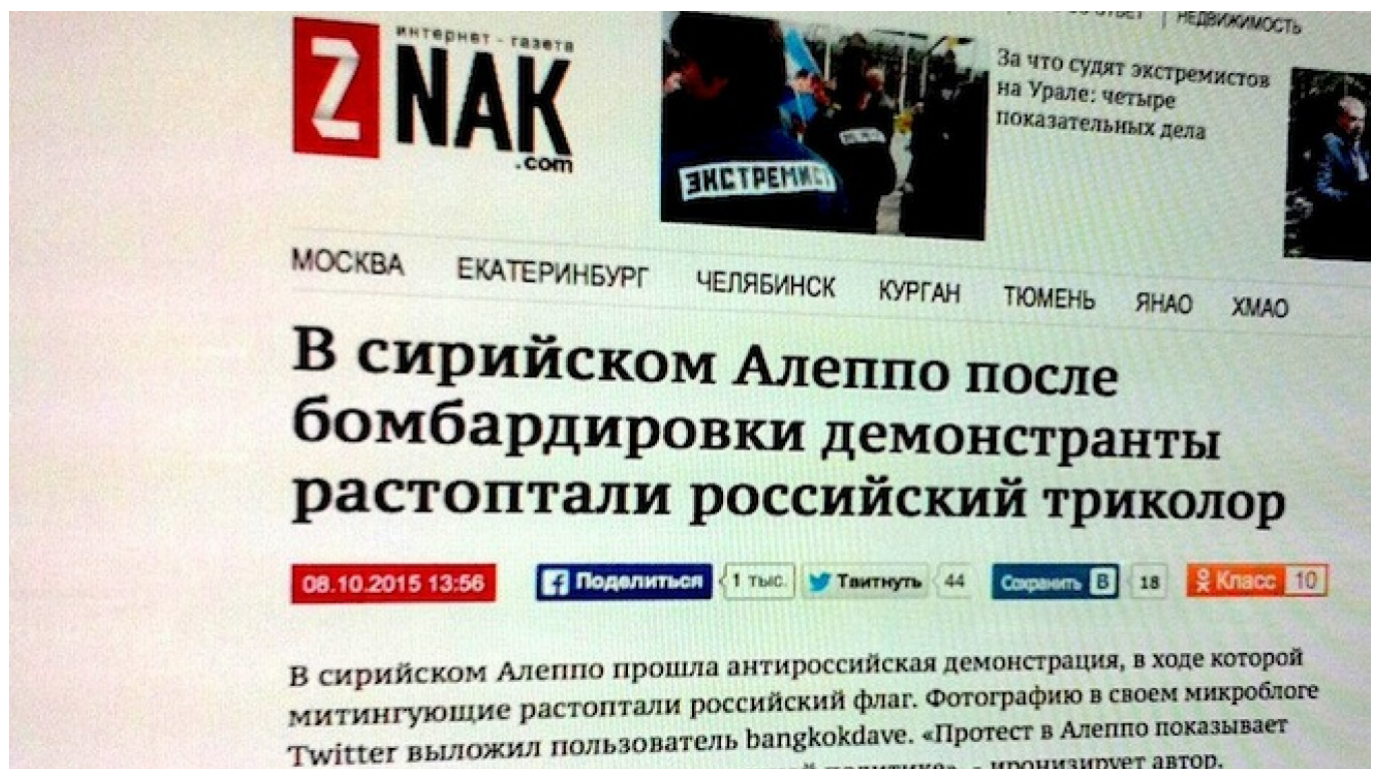 интернет - газета
ZNAK
.com
НЕДВИЖИМОСТЬ
За что судят экстремистов
на Урале: четыре
показательных дела
ЭКСТРЕМИСТ
МОСКВА ЕКАТЕРИНБУРГ ЧЕЛЯБИНСК КУРГАН ТЮМЕНЬ ЯНАО ХМАО
В сирийском Алеппо после
бомбардировки демонстранты
растоптали российский триколор
08.10.2015 13:56 Поделиться 1 тыс. Твитнуть 44 Сохранить В 18 Класс 10
В сирийском Алеппо прошла антироссийская демонстрация, в ходе которой
митингующие растоптали российский флаг. Фотографию в своем микроблоге
Twitter выложил пользователь bangkokdave. «Протест в Алеппо показывает
политике», - иронизирует автор.